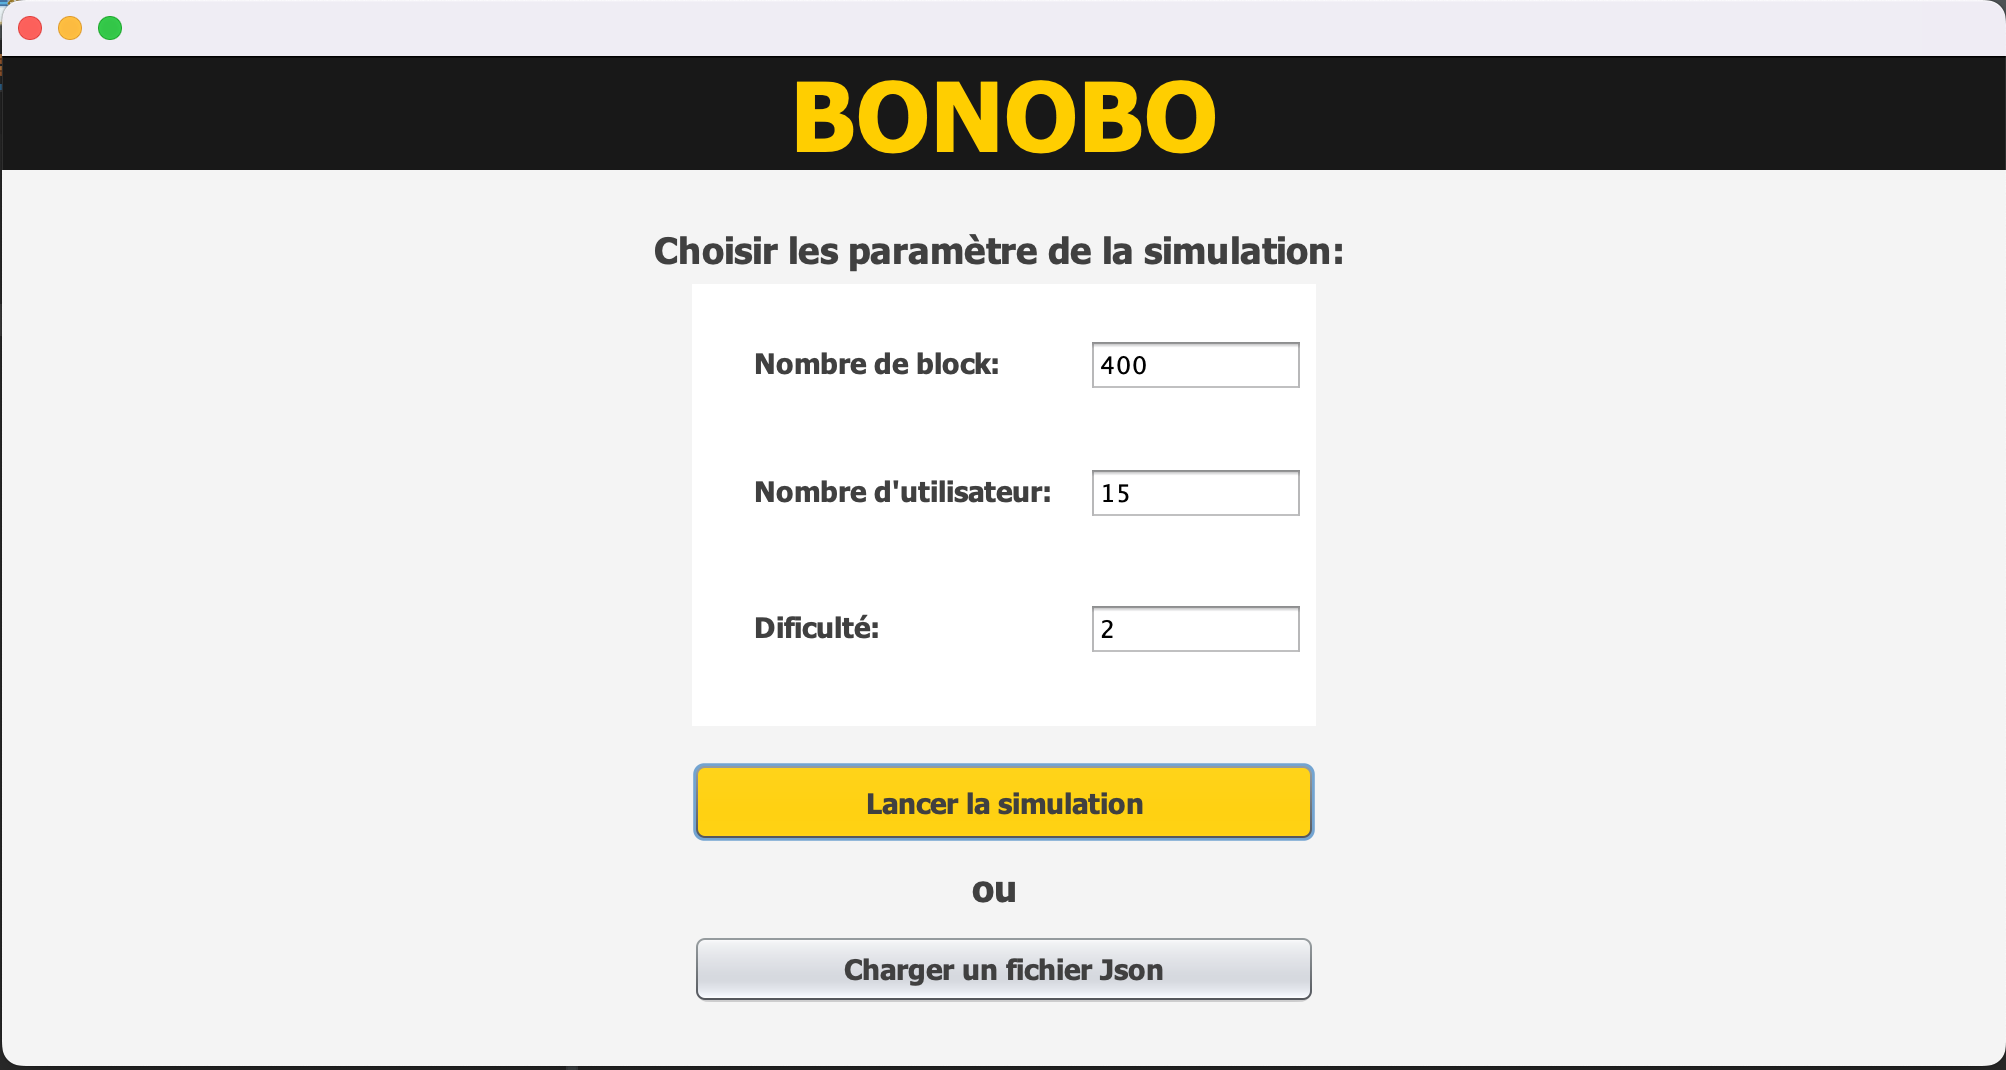 BONOBO
Choisir les paramètre de la simulation:
Nombre de block: 400
Nombre d'utilisateur: 15
Dificulté: 2
Lancer la simulation
ou
Charger un fichier Json